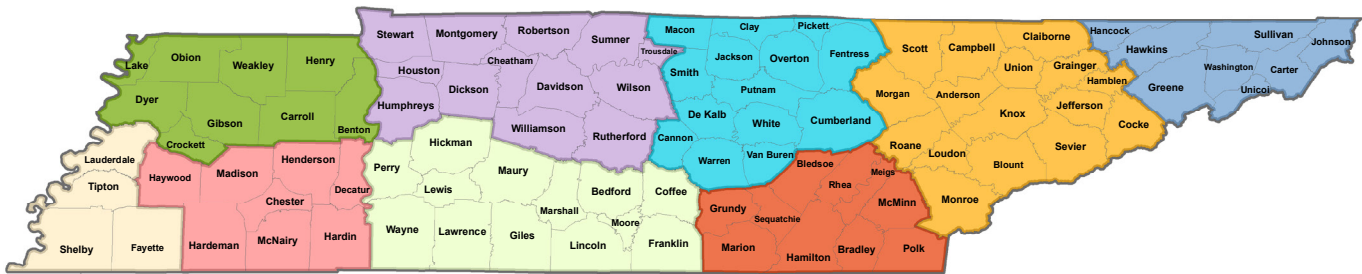 Lake
Obion
Weakley
Henry
Dyer
Gibson
Carroll
Benton
Crockett
Lauderdale
Tipton
Shelby
Fayette
Haywood
Madison
Henderson
Decatur
Chester
Hardeman
McNairy
Hardin
Stewart
Montgomery
Robertson
Sumner
Trousdale
Houston
Cheatham
Dickson
Davidson
Wilson
Humphreys
Williamson
Rutherford
Hickman
Perry
Maury
Lewis
Bedford
Coffee
Marshall
Moore
Wayne
Lawrence
Giles
Lincoln
Franklin
Macon
Clay
Pickett
Jackson
Overton
Fentress
Smith
Putnam
De Kalb
White
Cumberland
Cannon
Warren
Van Buren
Bledsoe
Rhea
Meigs
Grundy
Sequatchie
McMinn
Marion
Hamilton
Bradley
Polk
Scott
Campbell
Claiborne
Union
Grainger
Hamblen
Morgan
Anderson
Knox
Jefferson
Cocke
Roane
Loudon
Blount
Sevier
Monroe
Hancock
Hawkins
Sullivan
Johnson
Washington
Carter
Greene
Unicoi